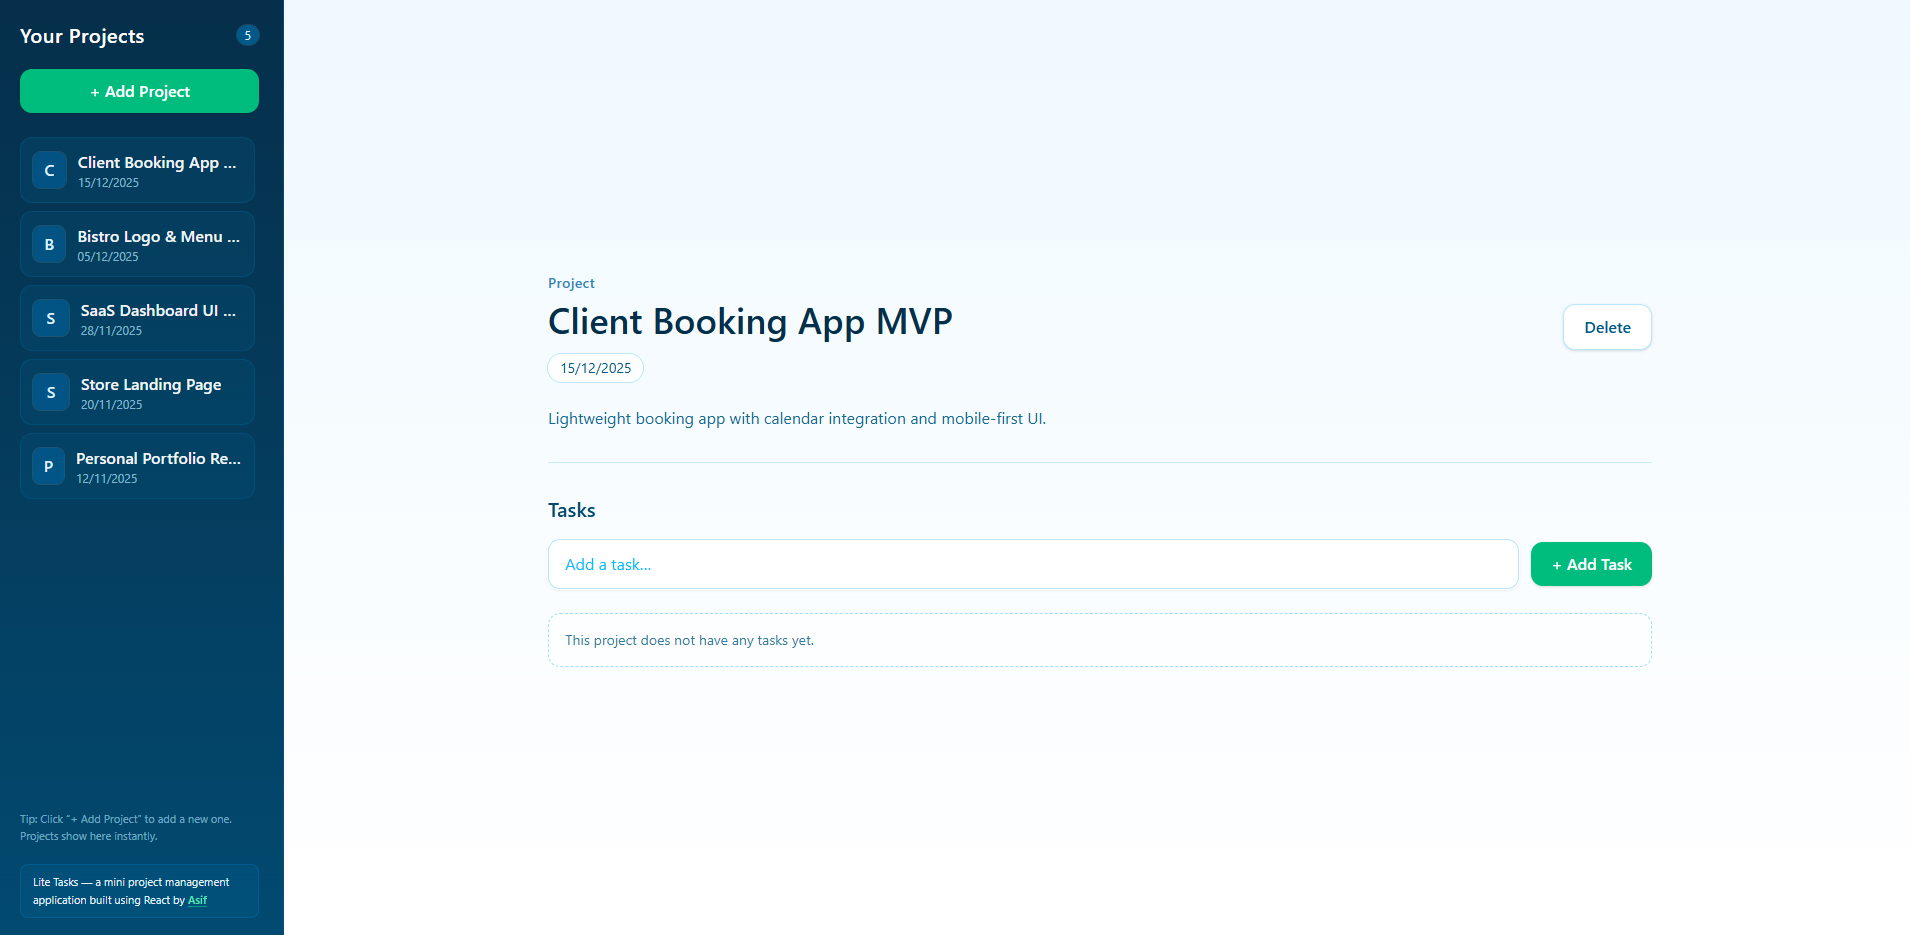 Your Projects
5
+ Add Project
C
Client Booking App ...
15/12/2025
B
Bistro Logo & Menu ...
05/12/2025
S
SaaS Dashboard UI ...
28/11/2025
S
Store Landing Page
20/11/2025
P
Personal Portfolio Re...
12/11/2025
Tip: Click "+ Add Project" to add a new one.
Projects show here instantly.
Lite Tasks — a mini project management
application built using React by Asif
Project
Client Booking App MVP
Delete
15/12/2025
Lightweight booking app with calendar integration and mobile-first UI.
Tasks
Add a task...
+ Add Task
This project does not have any tasks yet.